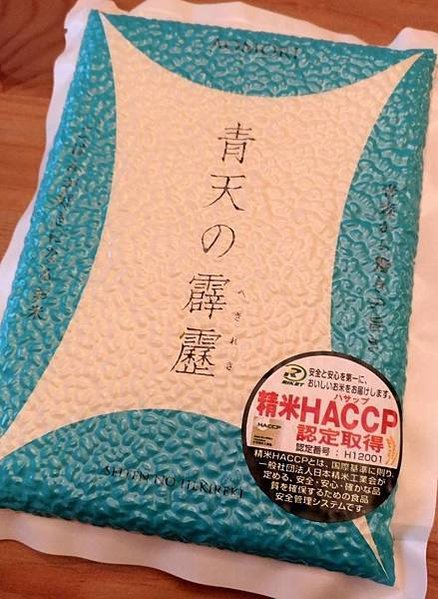 AOMORI
青天の霹靂
へきれき
SEITEN NO HEKIREKI
RIKEN
安全と安心を第一に、
おいしいお米をお届けします。
ハサップ
精米HACCP
認定取得
HACCP
認定番号 : H12001
精米HACCPとは、国際基準に則り、
一般社団法人日本精米工業会が
定める、安全・安心・確かな品
質を確保するための食品
安全管理システムです。